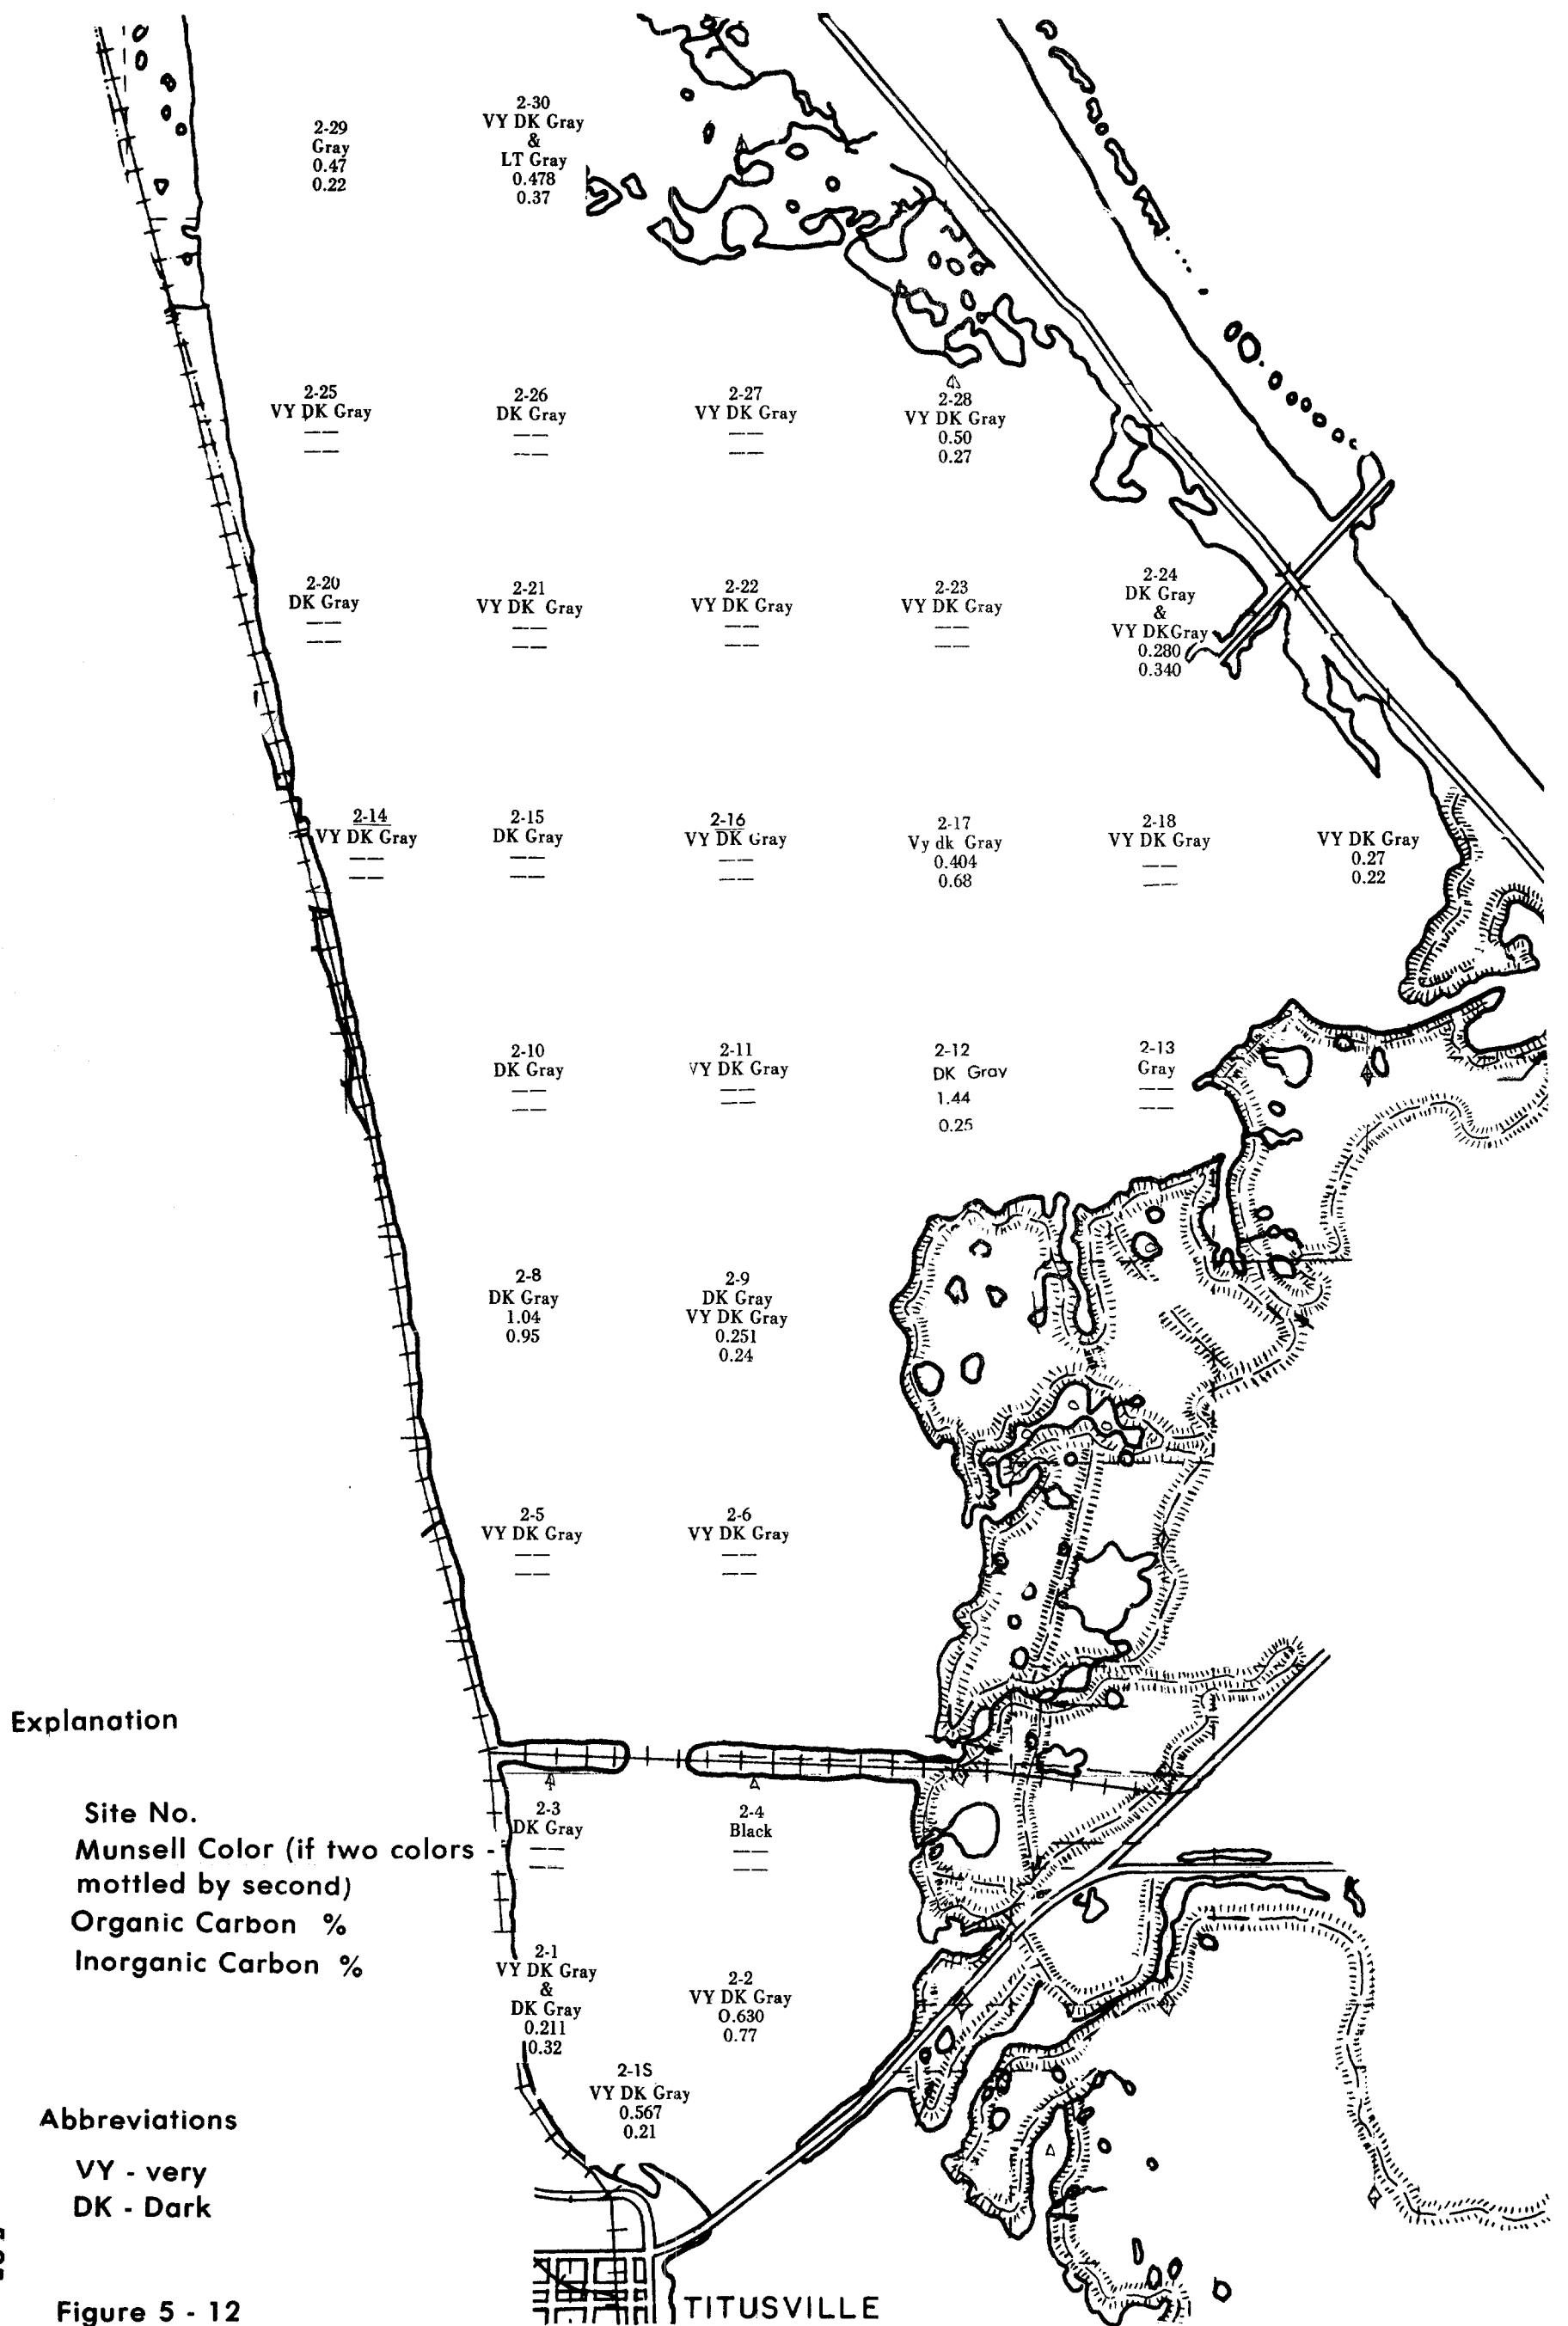 2-29
Gray
0.47
0.22
2-30
VY DK Gray
&
LT Gray
0.478
0.37
2-25
VY DK Gray
— —
— —
2-26
DK Gray
— —
— —
2-27
VY DK Gray
— —
— —
2-28
VY DK Gray
0.50
0.27
2-20
DK Gray
— —
— —
2-21
VY DK Gray
— —
— —
2-22
VY DK Gray
— —
— —
2-23
VY DK Gray
— —
— —
2-24
DK Gray
&
VY DKGray
0.280
0.340
2-14
VY DK Gray
— —
— —
2-15
DK Gray
— —
— —
2-16
VY DK Gray
— —
— —
2-17
Vy dk Gray
0.404
0.68
2-18
VY DK Gray
— —
— —
VY DK Gray
0.27
0.22
2-10
DK Gray
— —
— —
2-11
VY DK Gray
— —
— —
2-12
DK Gray
1.44
0.25
2-13
Gray
— —
— —
2-8
DK Gray
1.04
0.95
2-9
DK Gray
VY DK Gray
0.251
0.24
2-5
VY DK Gray
— —
— —
2-6
VY DK Gray
— —
— —
2-3
DK Gray
— —
— —
2-4
Black
— —
— —
2-1
VY DK Gray
&
DK Gray
0.211
0.32
2-2
VY DK Gray
0.630
0.77
2-1S
VY DK Gray
0.567
0.21
Explanation
Site No.
Munsell Color (if two colors -
mottled by second)
Organic Carbon %
Inorganic Carbon %
Abbreviations
VY - very
DK - Dark
Figure 5 - 12
TITUSVILLE